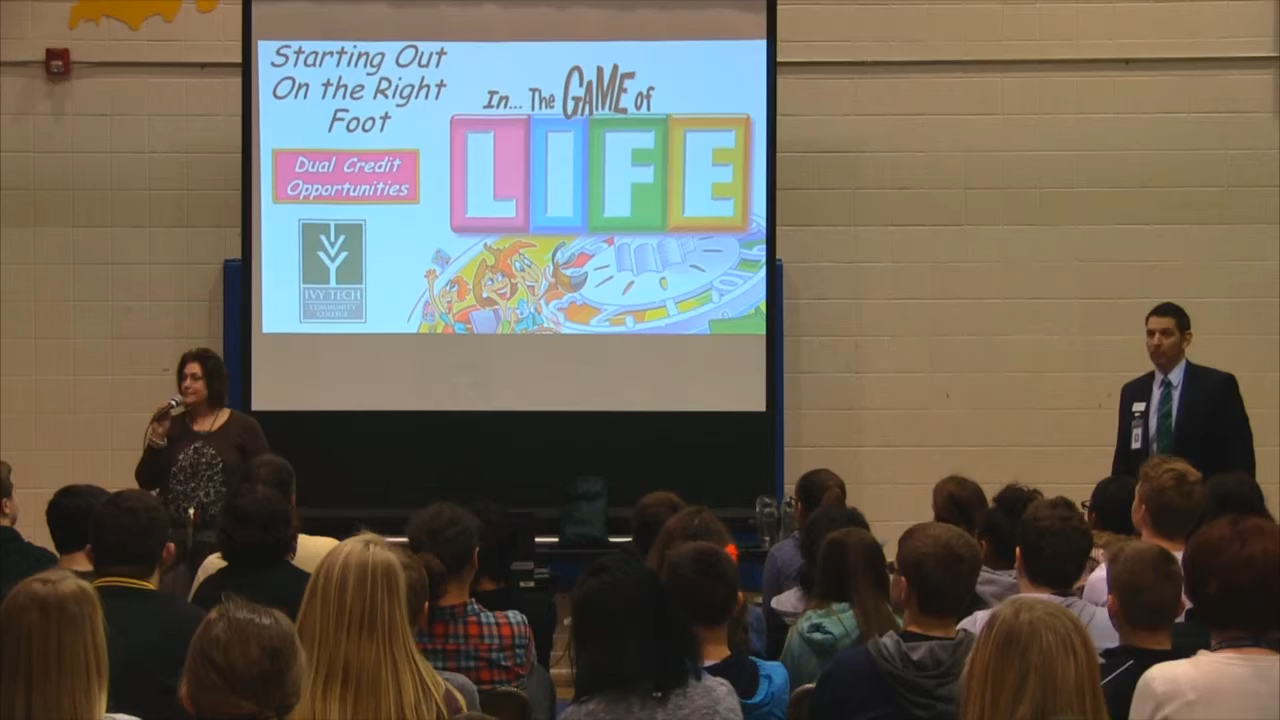 Starting Out
On the Right
Foot
In... The GAME of
LIFE
Dual Credit
Opportunities
IVY TECH
COMMUNITY
COLLEGE